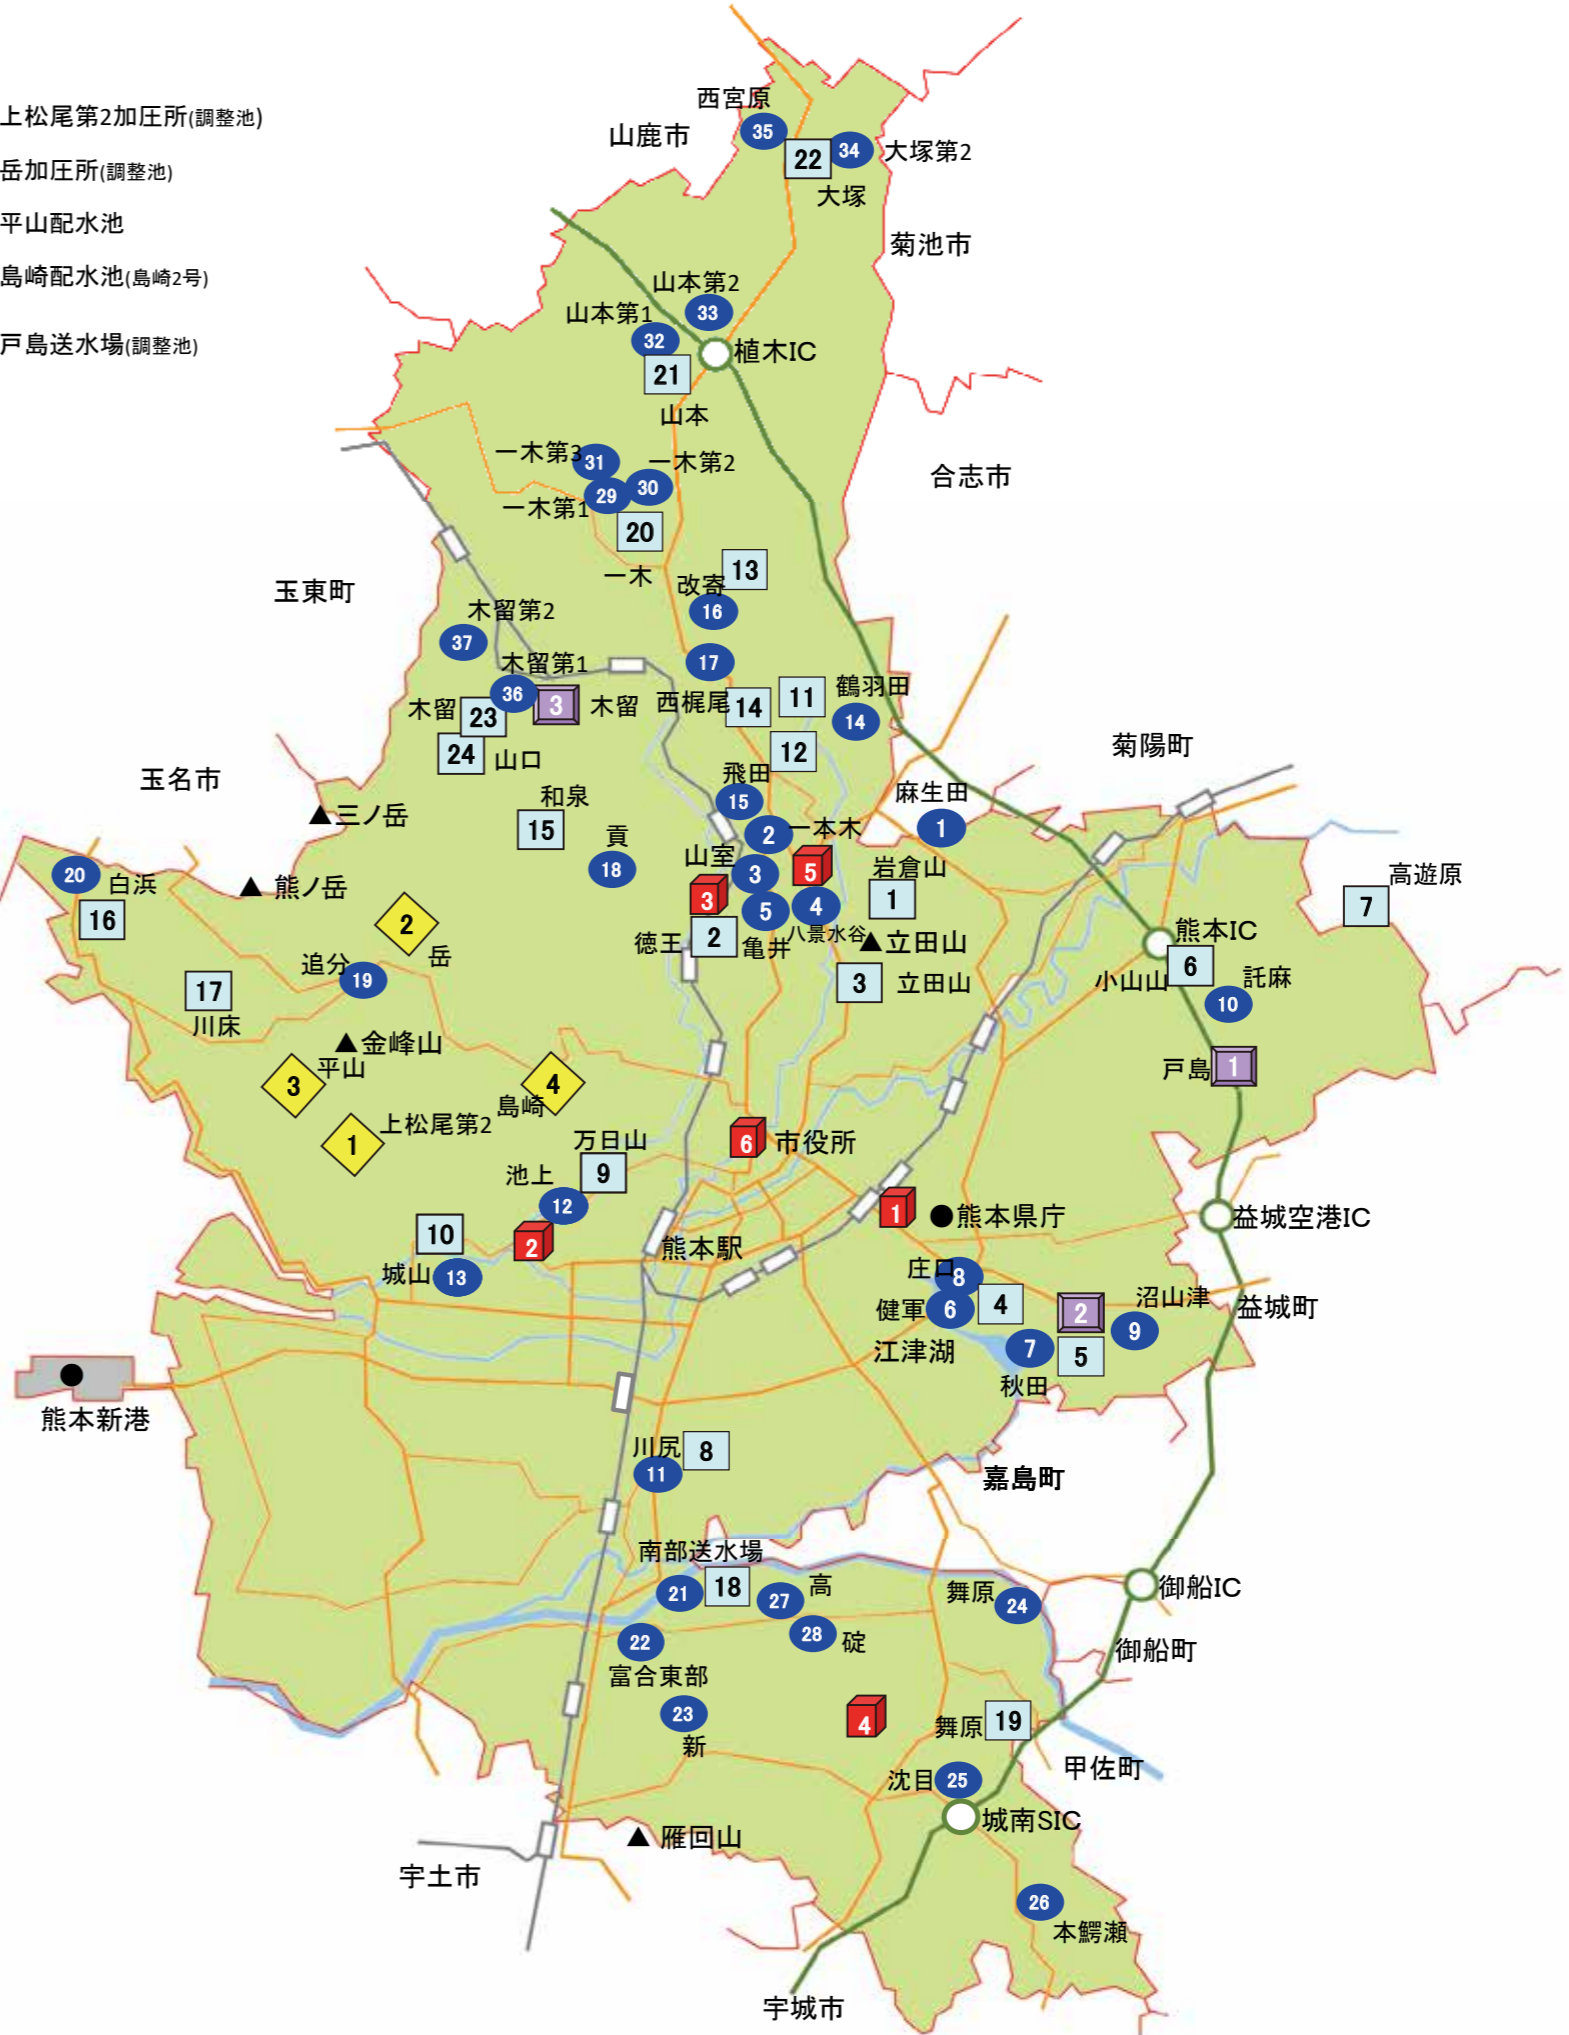 西宮原
35
上松尾第2加圧所(調整池)
山鹿市
22
34
大塚第2
岳加圧所(調整池)
大塚
平山配水池
菊池市
島崎配水池(島崎2号)
山本第2
33
山本第1
32
戸島送水場(調整池)
植木IC
21
山本
一木第3
31
一木第2
合志市
30
29
一木第1
20
一木
13
改寄
玉東町
16
木留第2
37
17
木留第1
36
3
木留
木留
23
西梶尾
14
11
鶴羽田
14
24
山口
12
菊陽町
玉名市
飛田
15
和泉
15
麻生田
1
▲三ノ岳
2
一本木
貢
18
山室
3
5
岩倉山
1
20
白浜
▲ 熊ノ岳
高遊原
7
16
3
5
4
八景水谷
2
岳
徳王
2
亀井
▲立田山
熊本IC
6
小山山
追分
19
3
立田山
託麻
10
17
川床
▲金峰山
戸島
1
平山
3
4
島崎
1
上松尾第2
万日山
9
6
市役所
池上
12
1
●熊本県庁
益城空港IC
10
2
熊本駅
城山
13
庄口
8
健軍
6
4
2
沼山津
9
益城町
江津湖
7
5
秋田
熊本新港
川尻
8
11
嘉島町
南部送水場
21
18
27
高
舞原
24
御船IC
22
28
碇
御船町
富合東部
23
新
4
舞原
19
甲佐町
沈目
25
城南SIC
▲ 雁回山
宇土市
26
本鰐瀬
宇城市